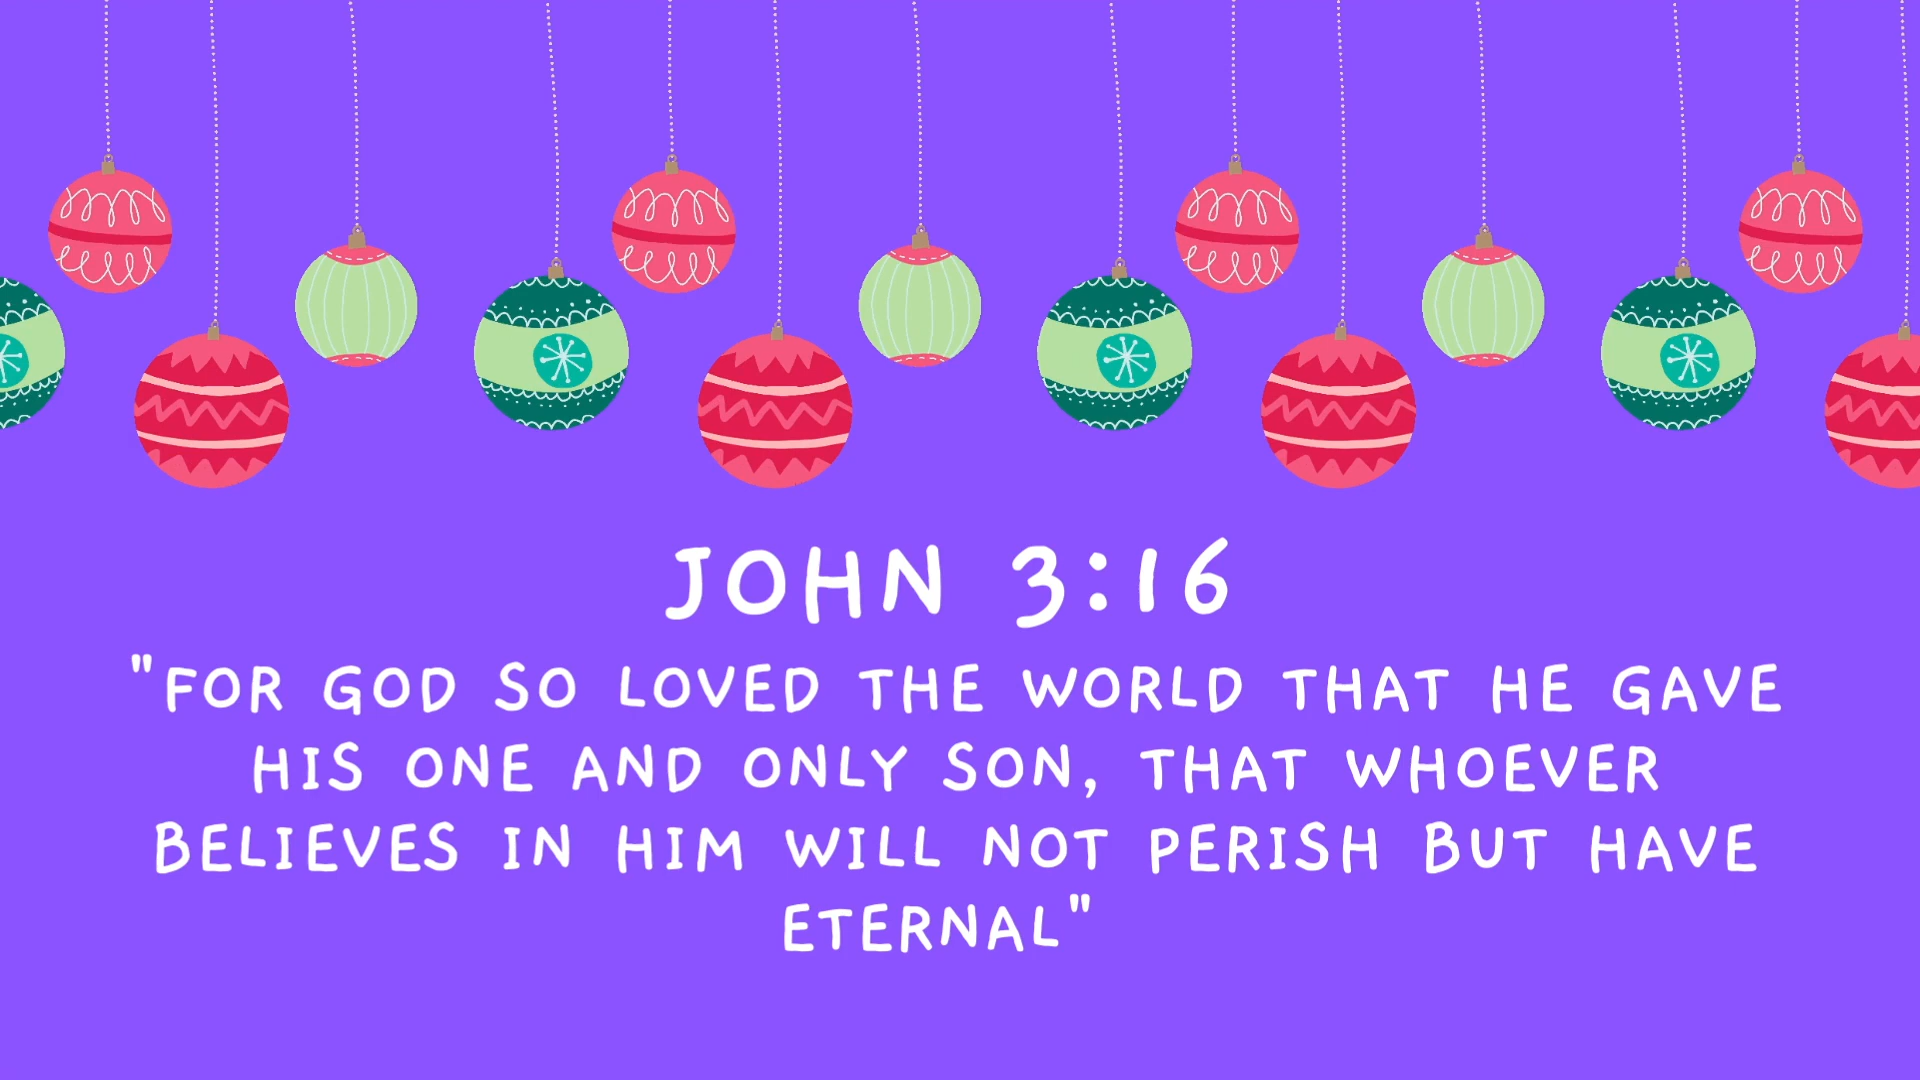 JOHN 3:16
"FOR GOD SO LOVED THE WORLD THAT HE GAVE
HIS ONE AND ONLY SON, THAT WHOEVER
BELIEVES IN HIM WILL NOT PERISH BUT HAVE
ETERNAL"